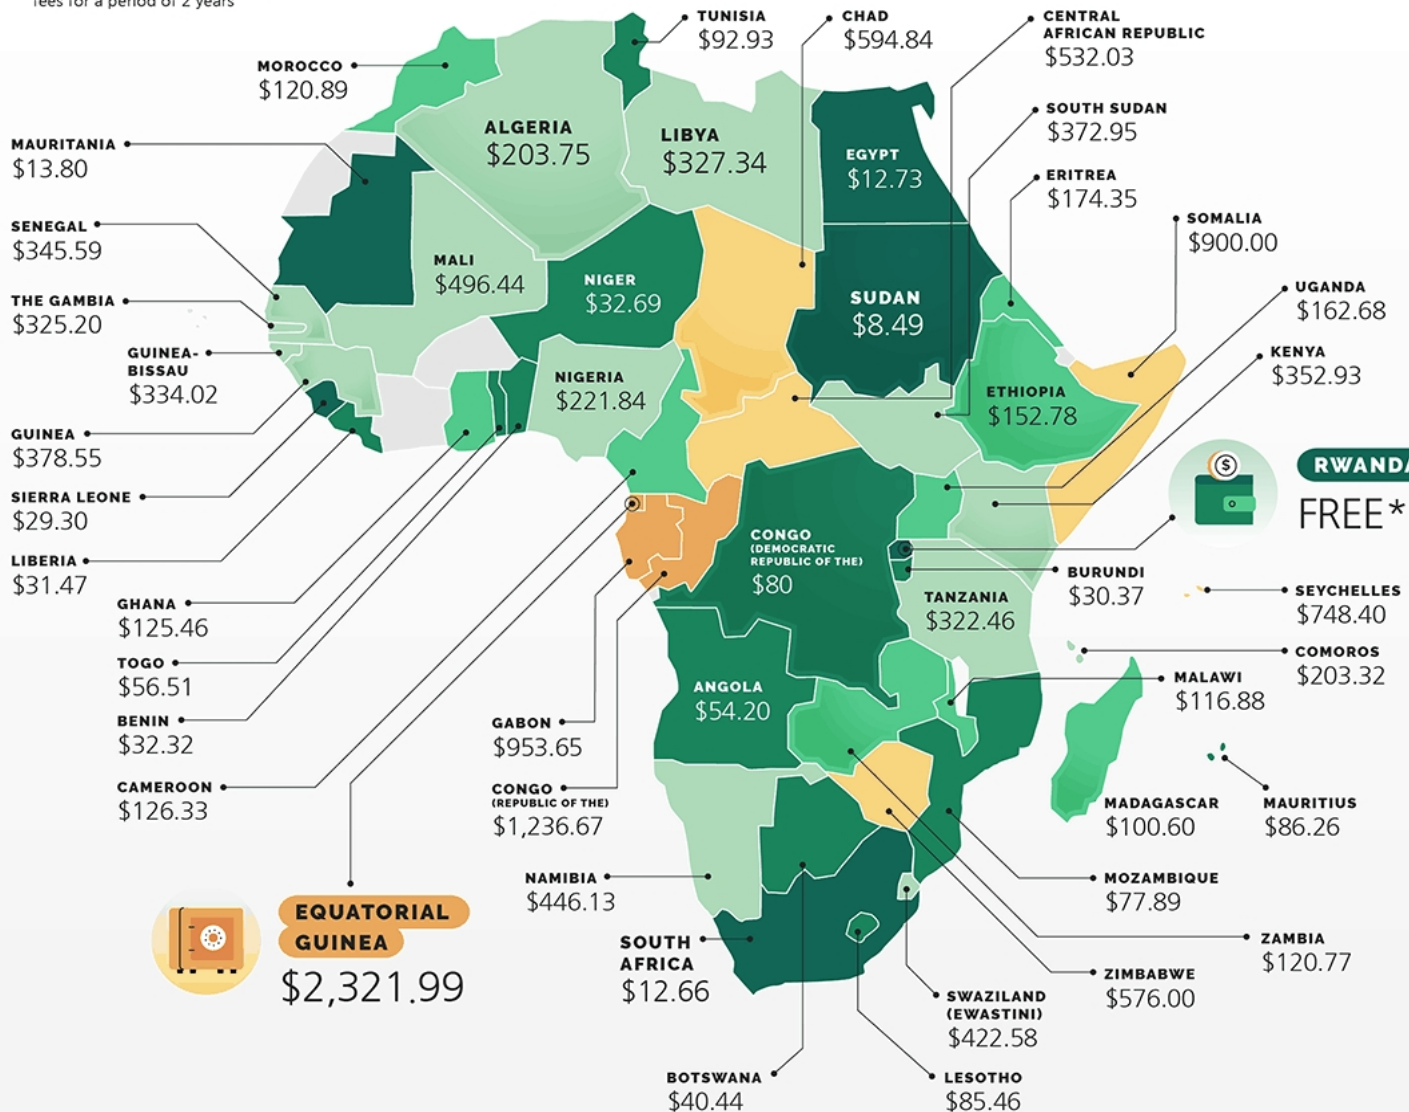 fees for a period of 2 years
TUNISIA
$92.93
CHAD
$594.84
CENTRAL
AFRICAN REPUBLIC
$532.03
MOROCCO
$120.89
SOUTH SUDAN
$372.95
MAURITANIA
$13.80
ALGERIA
$203.75
LIBYA
$327.34
EGYPT
$12.73
ERITREA
$174.35
SENEGAL
$345.59
SOMALIA
$900.00
MALI
$496.44
NIGER
$32.69
SUDAN
$8.49
UGANDA
$162.68
THE GAMBIA
$325.20
GUINEA-
BISSAU
$334.02
KENYA
$352.93
NIGERIA
$221.84
ETHIOPIA
$152.78
GUINEA
$378.55
$
RWANDA
FREE*
SIERRA LEONE
$29.30
LIBERIA
$31.47
CONGO
(DEMOCRATIC
REPUBLIC OF THE)
$80
BURUNDI
$30.37
TANZANIA
$322.46
SEYCHELLES
$748.40
GHANA
$125.46
COMOROS
$203.32
TOGO
$56.51
ANGOLA
$54.20
MALAWI
$116.88
BENIN
$32.32
GABON
$953.65
CAMEROON
$126.33
CONGO
(REPUBLIC OF THE)
$1,236.67
MADAGASCAR
$100.60
MAURITIUS
$86.26
NAMIBIA
$446.13
MOZAMBIQUE
$77.89
EQUATORIAL
GUINEA
$2,321.99
SOUTH
AFRICA
$12.66
ZAMBIA
$120.77
ZIMBABWE
$576.00
SWAZILAND
(EWASTINI)
$422.58
BOTSWANA
$40.44
LESOTHO
$85.46